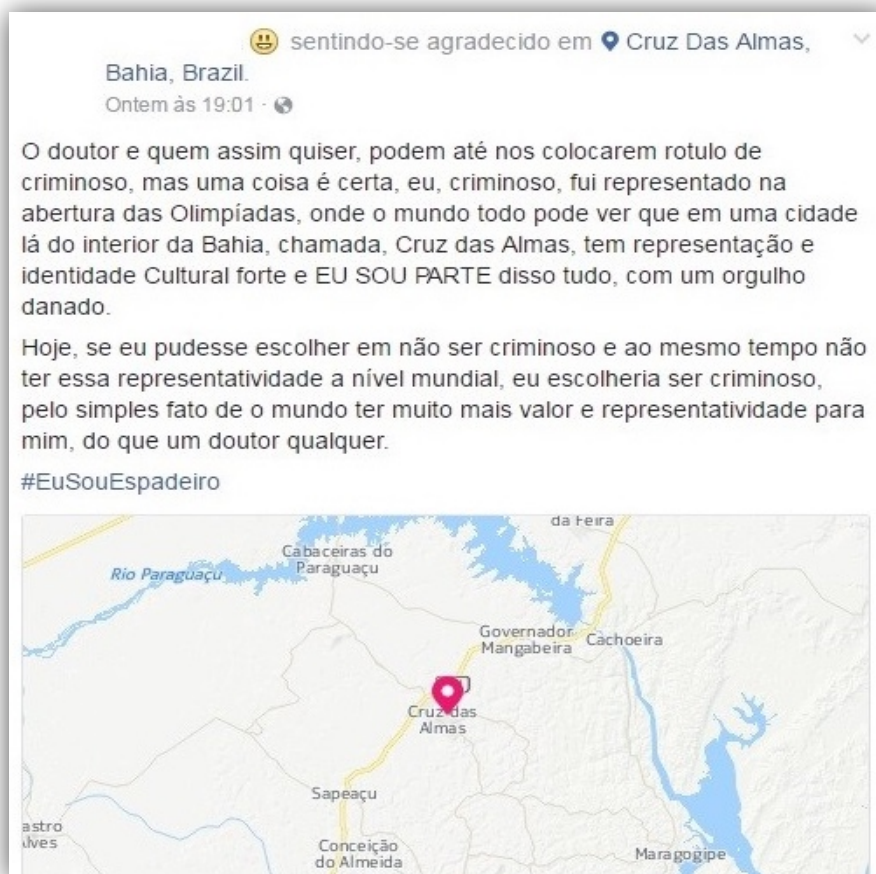 sentindo-se agradecido em Cruz Das Almas,
Bahia, Brazil.
Ontem às 19:01 ·
O doutor e quem assim quiser, podem até nos colocarem rotulo de
criminoso, mas uma coisa é certa, eu, criminoso, fui representado na
abertura das Olimpíadas, onde o mundo todo pode ver que em uma cidade
lá do interior da Bahia, chamada, Cruz das Almas, tem representação e
identidade Cultural forte e EU SOU PARTE disso tudo, com um orgulho
danado.
Hoje, se eu pudesse escolher em não ser criminoso e ao mesmo tempo não
ter essa representatividade a nível mundial, eu escolheria ser criminoso,
pelo simples fato de o mundo ter muito mais valor e representatividade para
mim, do que um doutor qualquer.
#EuSouEspadeiro
da Feira
Cabaceiras do
Paraguaçu
Rio Paraguaçu
Governador
Mangabeira
Cachoeira
Cruz das
Almas
Sapeaçu
astro
lves
Conceição
do Almeida
Maragogipe